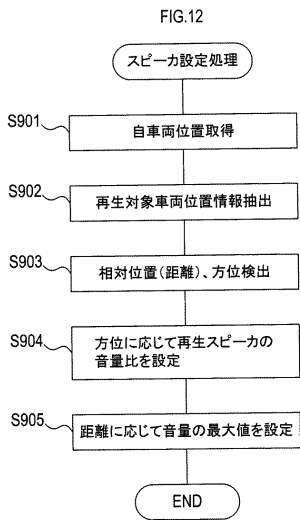 FIG.12
スピーカ設定処理
S901
自車両位置取得
S902
再生対象車両位置情報抽出
S903
相対位置(距離)、方位検出
S904
方位に応じて再生スピーカの
音量比を設定
S905
距離に応じて音量の最大値を設定
END